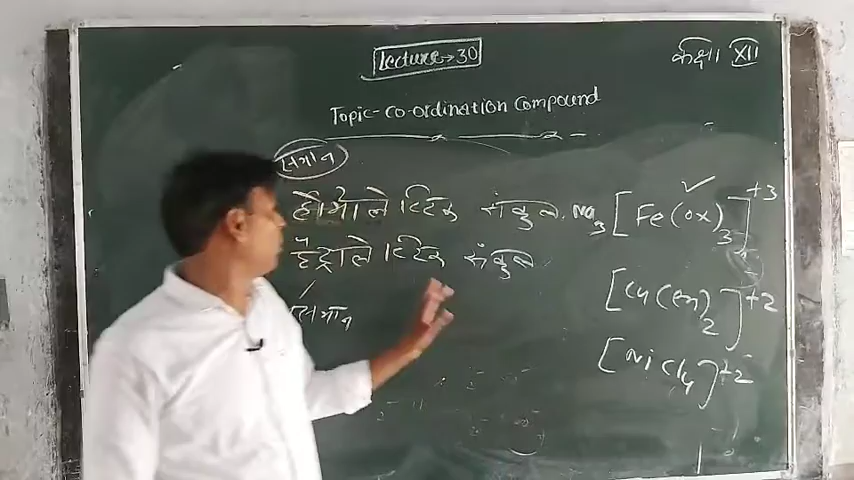 Lecture→30
कक्षा XII
Topic-co-ordination Compound
समान
होमोलेप्टिक संकुल
Na3[Fe(ox)3]+3
हैट्रोलेप्टिक संकुल
[Cu(en)2]+2
[NiCl4]+2